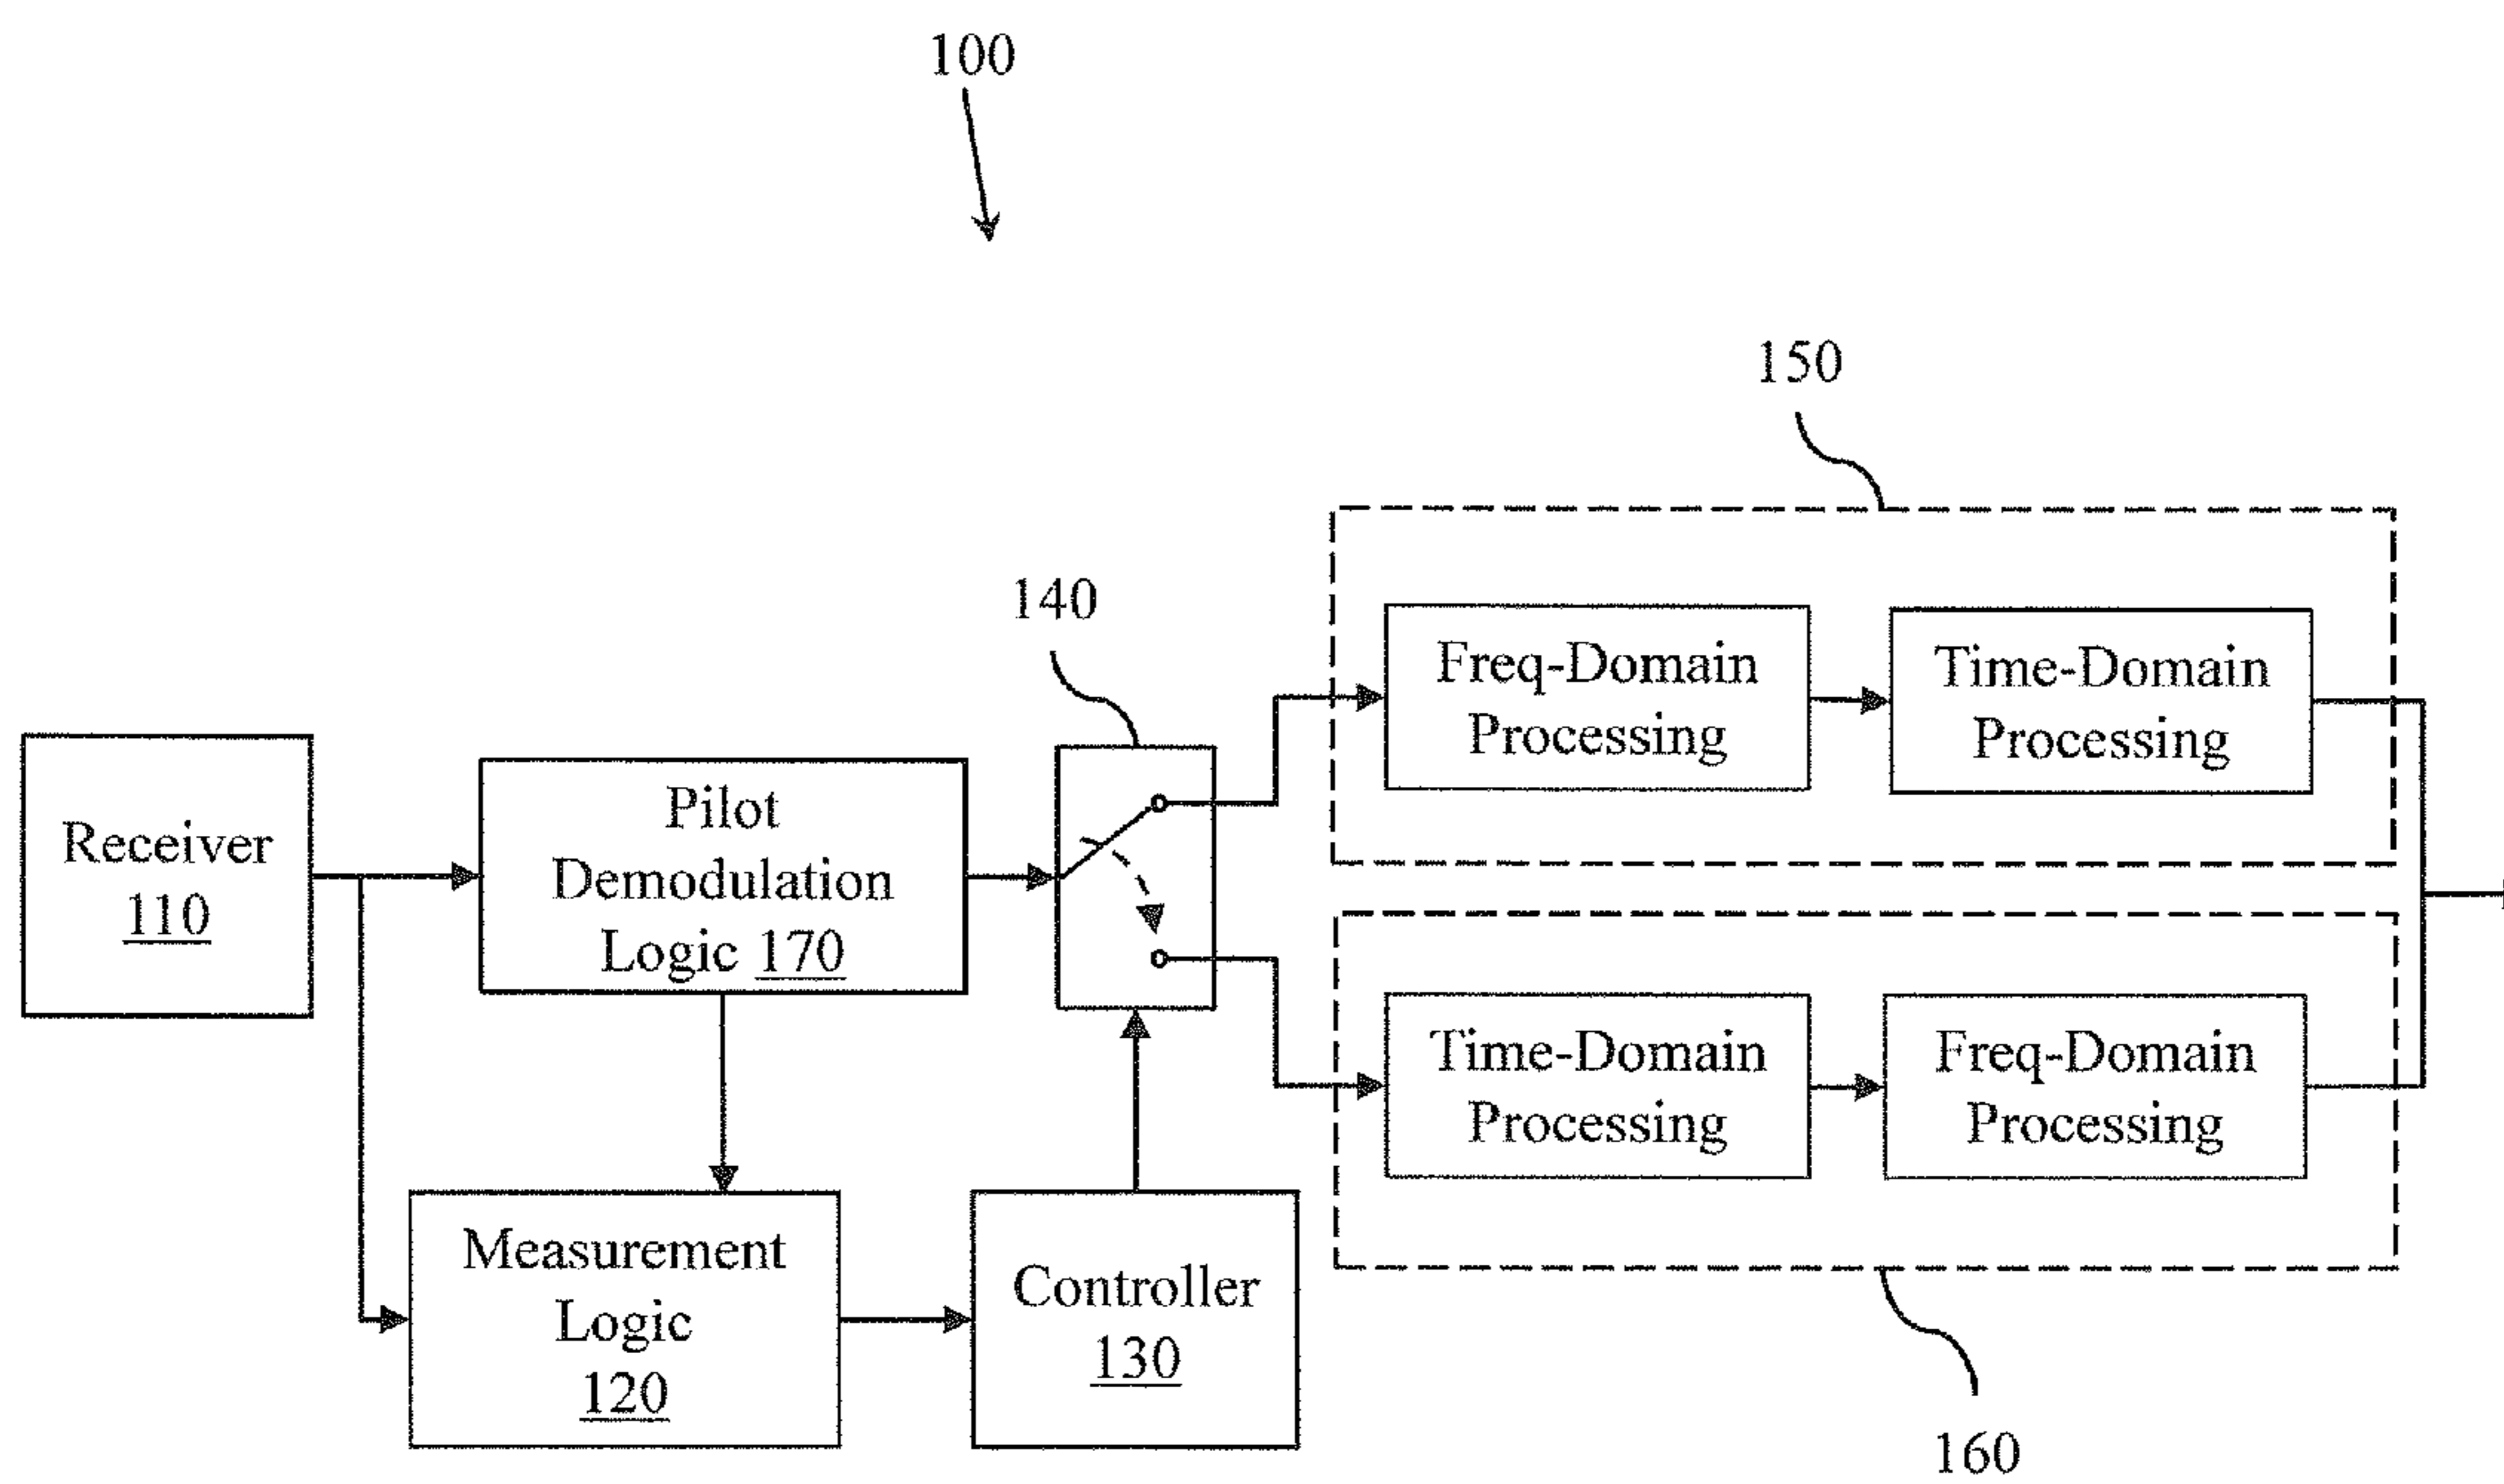 100
150
140
Freq-Domain
Processing
Time-Domain
Processing
Receiver
110
Pilot
Demodulation
Logic 170
Time-Domain
Processing
Freq-Domain
Processing
Measurement
Logic
120
Controller
130
160